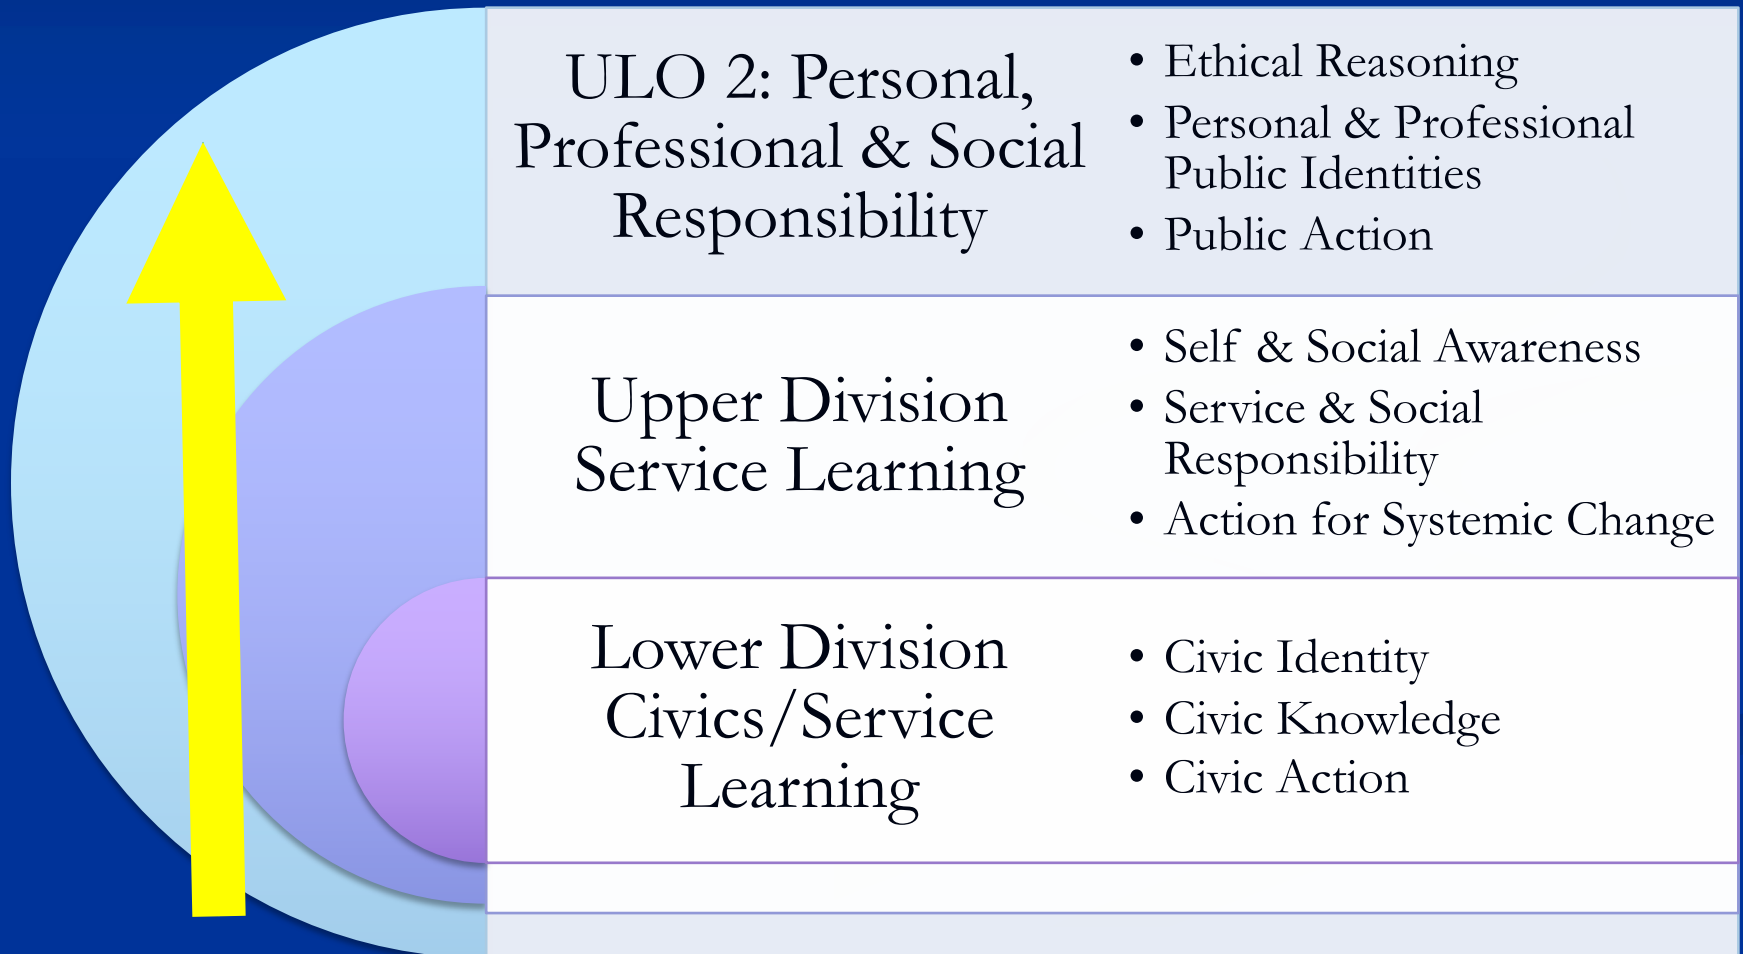 ULO 2: Personal,
Professional & Social
Responsibility
• Ethical Reasoning
• Personal & Professional
Public Identities
• Public Action
Upper Division
Service Learning
• Self & Social Awareness
• Service & Social
Responsibility
• Action for Systemic Change
Lower Division
Civics/Service
Learning
• Civic Identity
• Civic Knowledge
• Civic Action